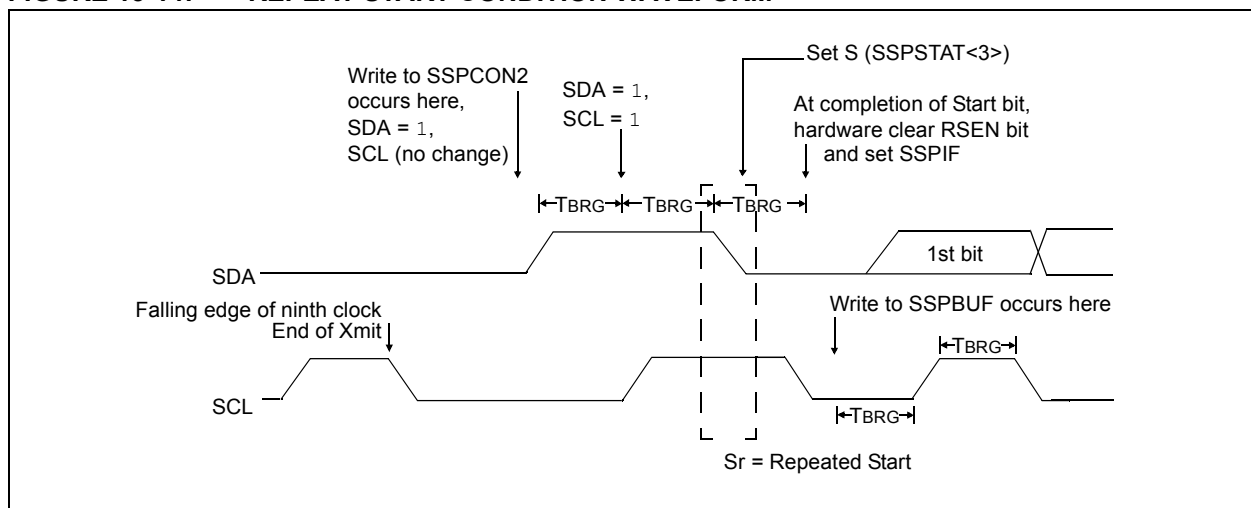 Set S (SSPSTAT<3>)
Write to SSPCON2
occurs here,
SDA = 1,
SCL (no change)
SDA = 1,
SCL = 1
At completion of Start bit,
hardware clear RSEN bit
and set SSPIF
TBRG
TBRG
TBRG
SDA
1st bit
Falling edge of ninth clock
End of Xmit
Write to SSPBUF occurs here
TBRG
SCL
TBRG
Sr = Repeated Start